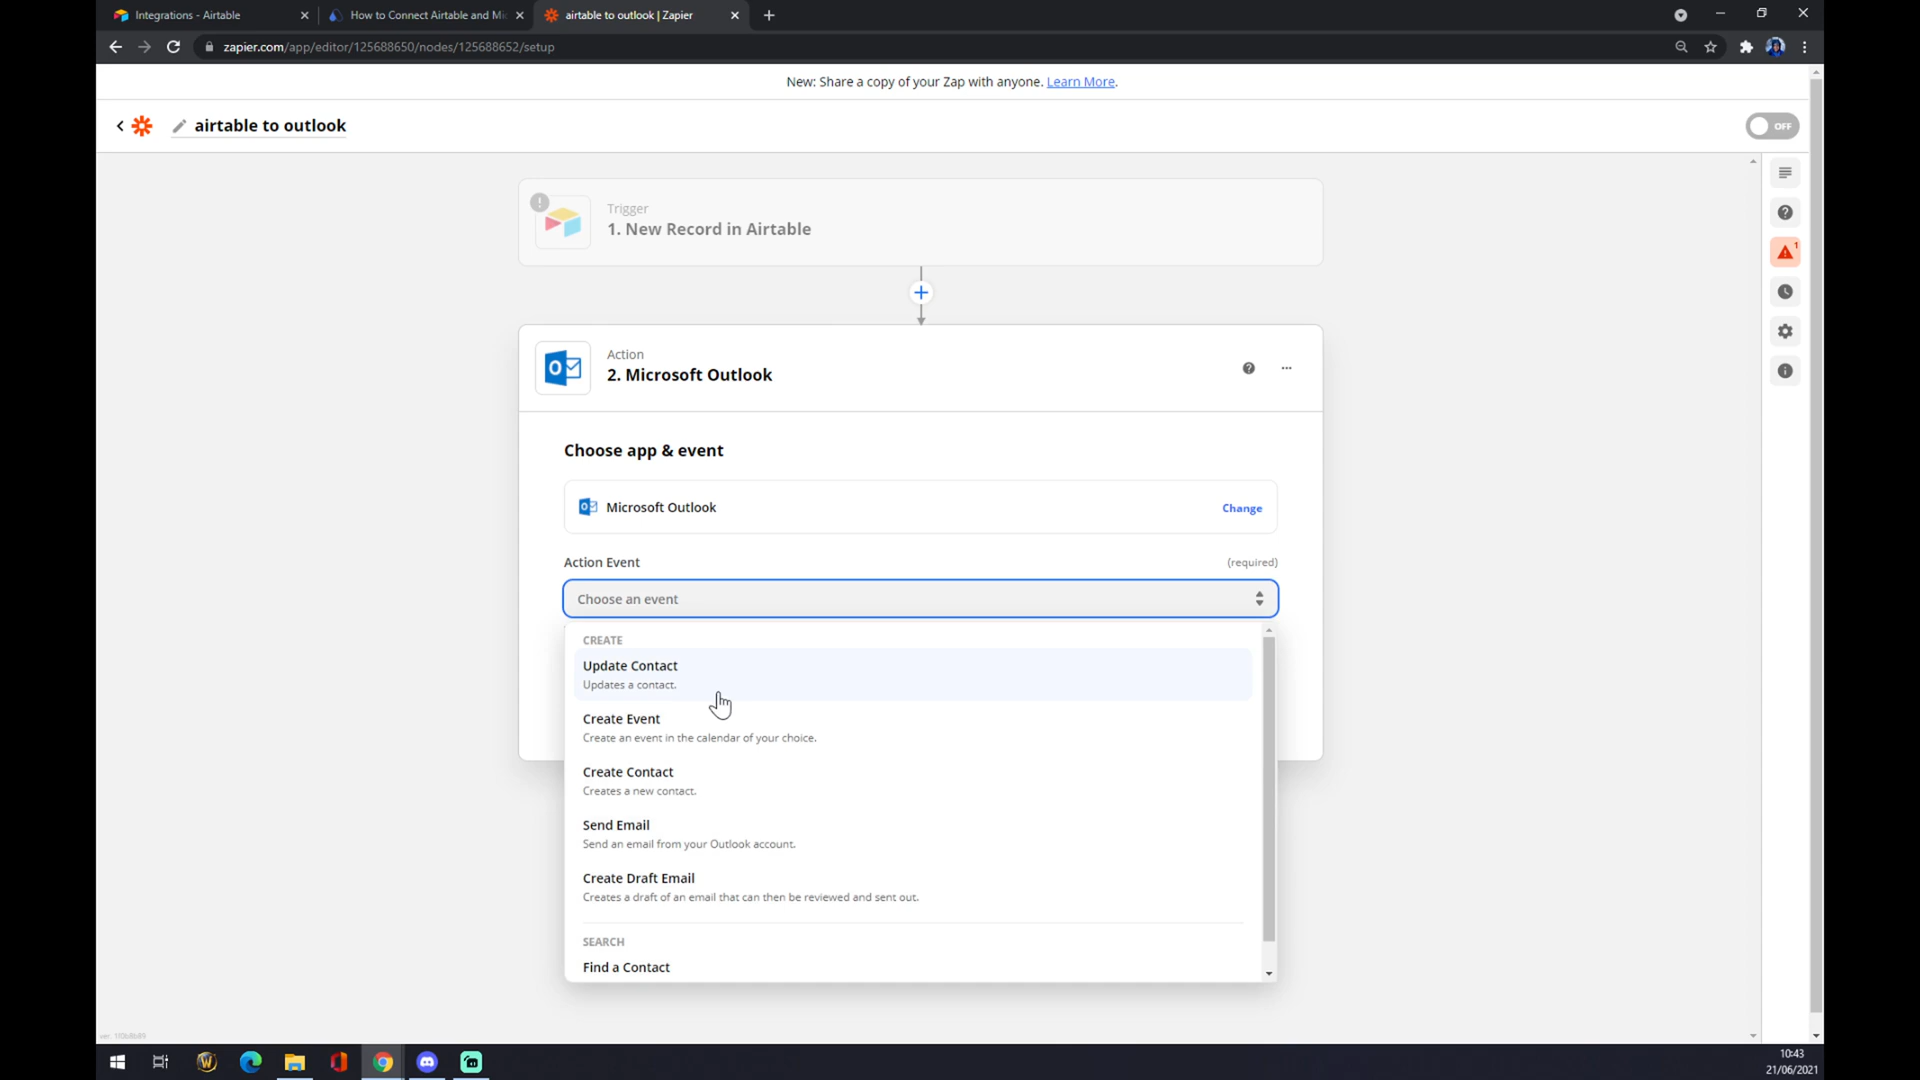 Integrations - Airtable
How to Connect Airtable and Mi
airtable to outlook | Zapier
zapier.com/app/editor/125688650/nodes/125688652/setup
New: Share a copy of your Zap with anyone. Learn More.
airtable to outlook
OFF
Trigger
1. New Record in Airtable
1
Action
2. Microsoft Outlook
Choose app & event
Microsoft Outlook
Change
Action Event
(required)
Choose an event
CREATE
Update Contact
Updates a contact.
Create Event
Create an event in the calendar of your choice.
Create Contact
Creates a new contact.
Send Email
Send an email from your Outlook account.
Create Draft Email
Creates a draft of an email that can then be reviewed and sent out.
SEARCH
Find a Contact
10:43
21/06/2021